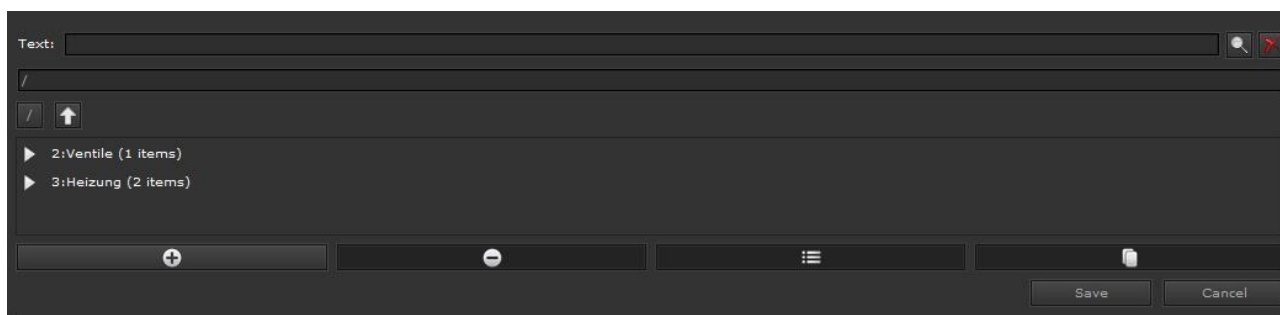 Text:
/
/
2:Ventile (1 items)
3:Heizung (2 items)
Save Cancel